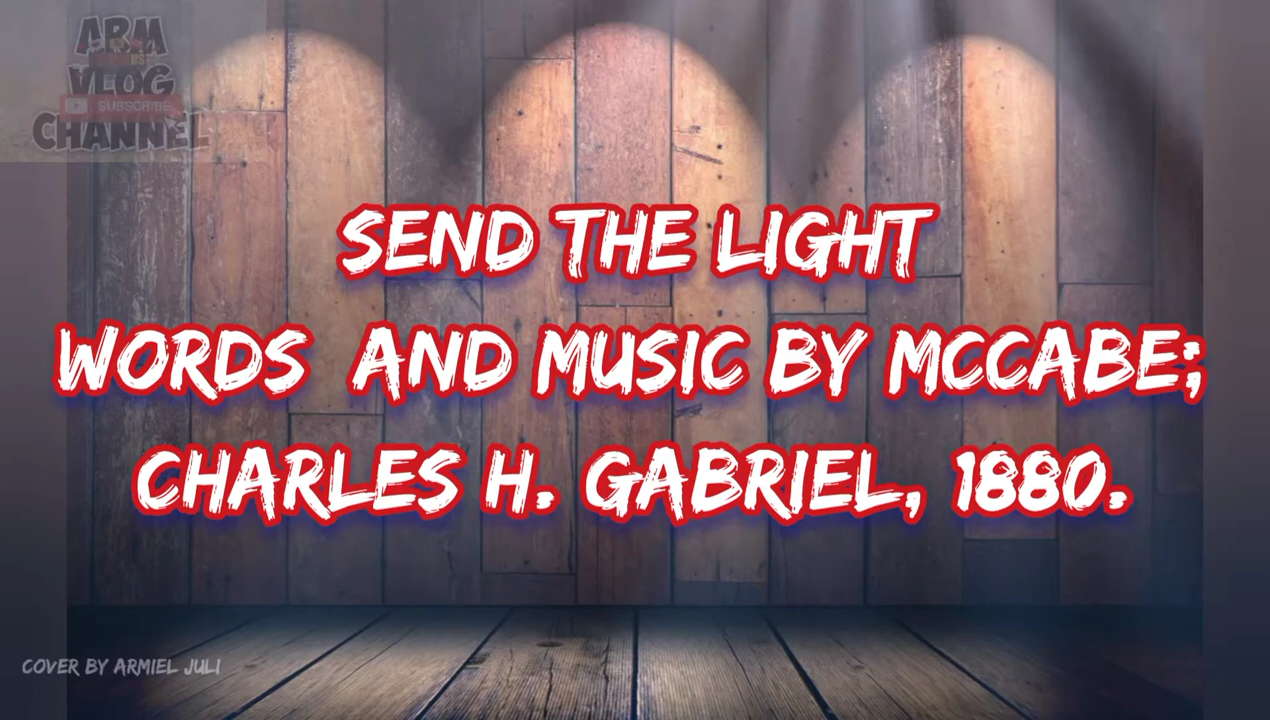 ARM
VLOG
SUBSCRIBE
CHANNEL
SEND THE LIGHT
WORDS AND MUSIC BY MCCABE;
CHARLES H. GABRIEL, 1880.
COVER BY ARMIEL JULI